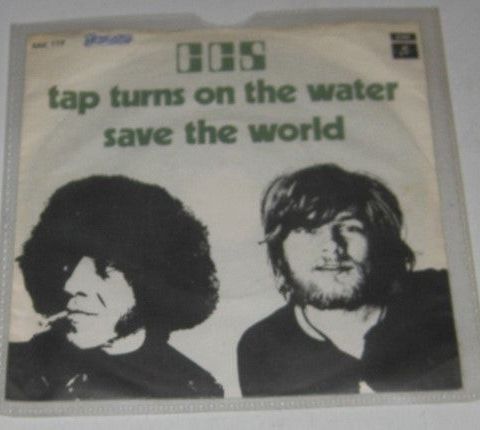 CCS
tap turns on the water
save the world